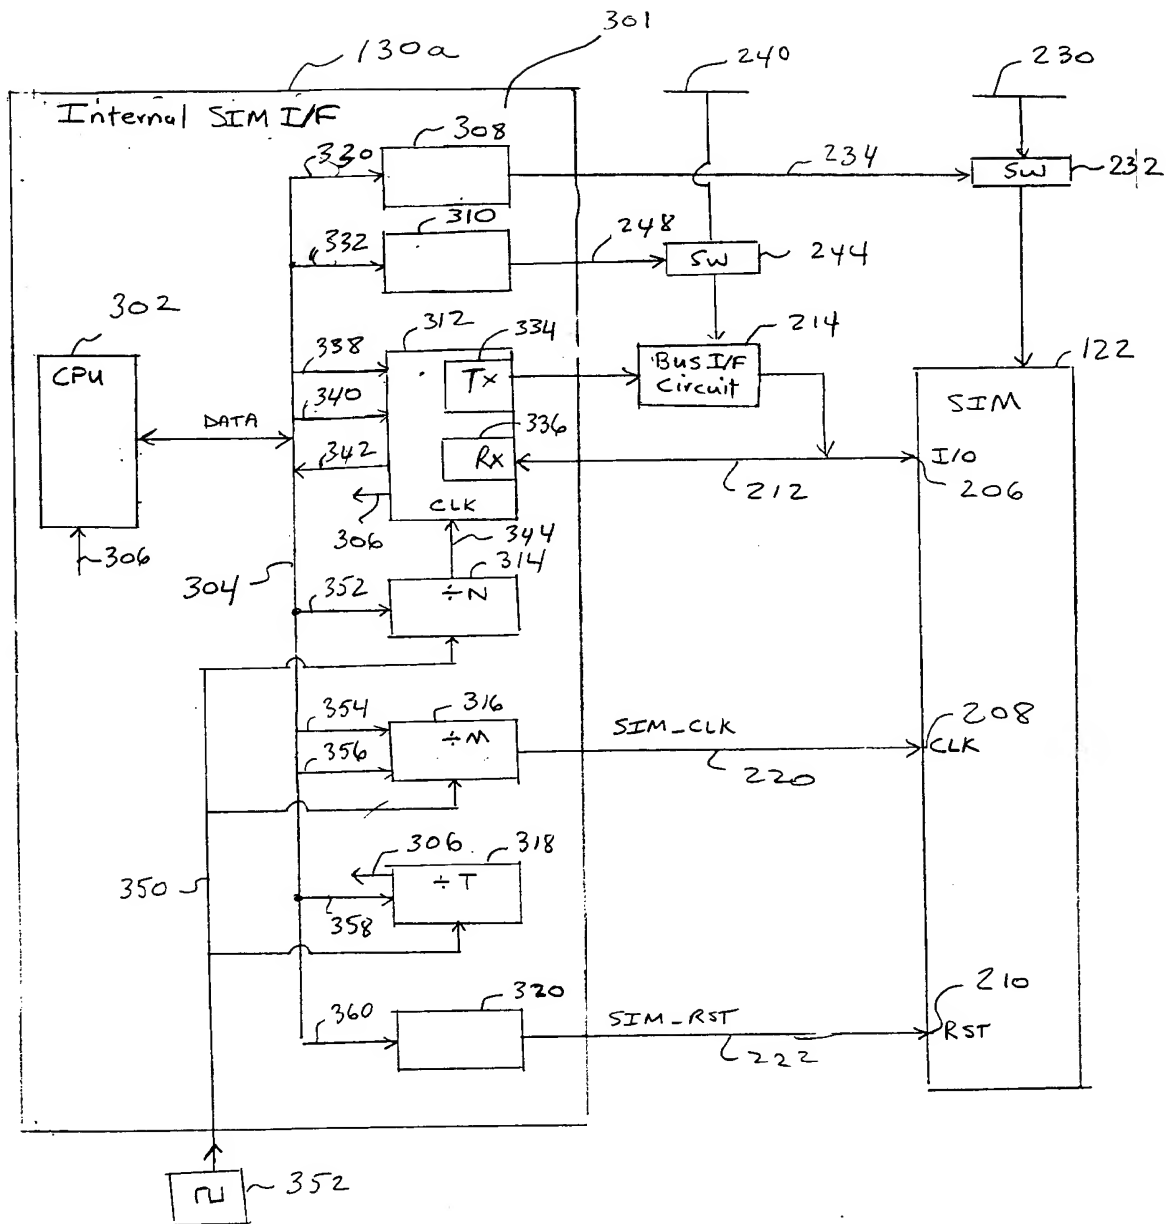 130a
301
240
230
Internal SIM I/F
308
330
234
SW
232
310
332
248
SW
244
302
CPU
312
334
214
122
338
Tx
Bus I/F
Circuit
SIM
340
DATA
336
342
Rx
I/O
212
206
CLK
306
306
344
314
304
352
÷N
316
354
÷M
SIM_CLK
208
CLK
356
220
306
318
÷T
350
358
320
360
SIM_RST
210
RST
222
352